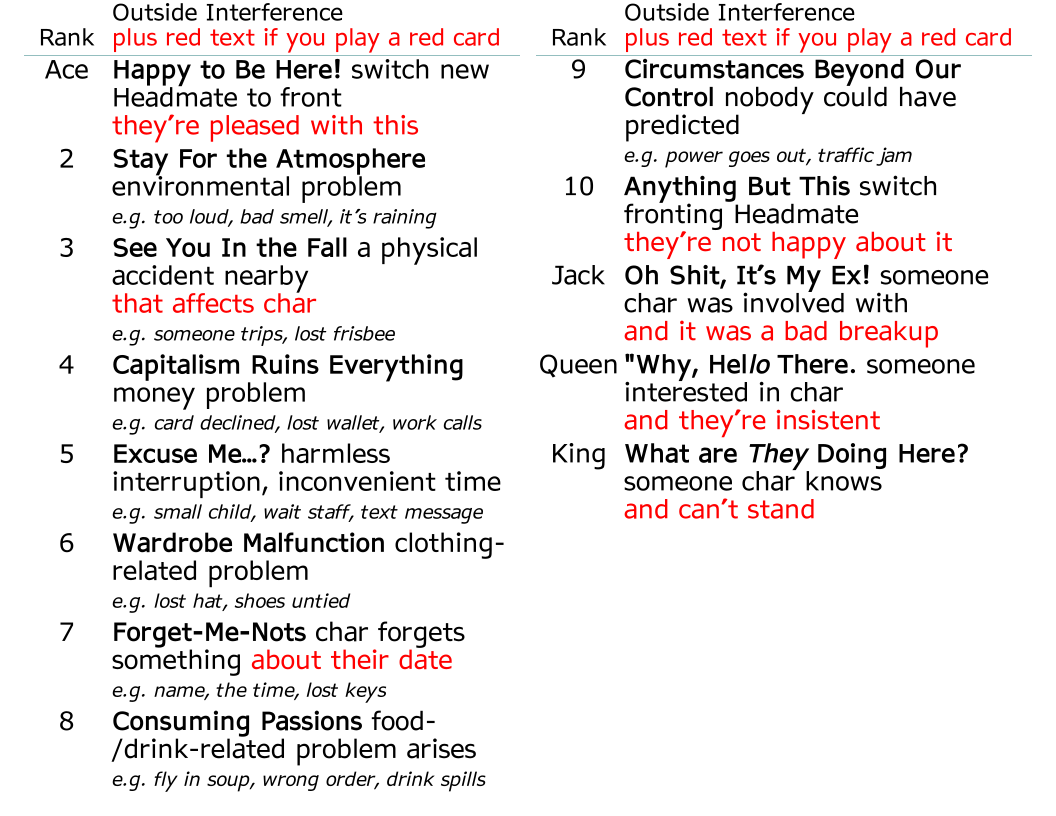 Outside Interference
Rank plus red text if you play a red card
Ace Happy to Be Here! switch new
Headmate to front
they’re pleased with this
2 Stay For the Atmosphere
environmental problem
e.g. too loud, bad smell, it’s raining
3 See You In the Fall a physical
accident nearby
that affects char
e.g. someone trips, lost frisbee
4 Capitalism Ruins Everything
money problem
e.g. card declined, lost wallet, work calls
5 Excuse Me…? harmless
interruption, inconvenient time
e.g. small child, wait staff, text message
6 Wardrobe Malfunction clothing-
related problem
e.g. lost hat, shoes untied
7 Forget-Me-Nots char forgets
something about their date
e.g. name, the time, lost keys
8 Consuming Passions food-
/drink-related problem arises
e.g. fly in soup, wrong order, drink spills
Outside Interference
Rank plus red text if you play a red card
9 Circumstances Beyond Our
Control nobody could have
predicted
e.g. power goes out, traffic jam
10 Anything But This switch
fronting Headmate
they’re not happy about it
Jack Oh Shit, It’s My Ex! someone
char was involved with
and it was a bad breakup
Queen "Why, Hello There. someone
interested in char
and they’re insistent
King What are They Doing Here?
someone char knows
and can’t stand